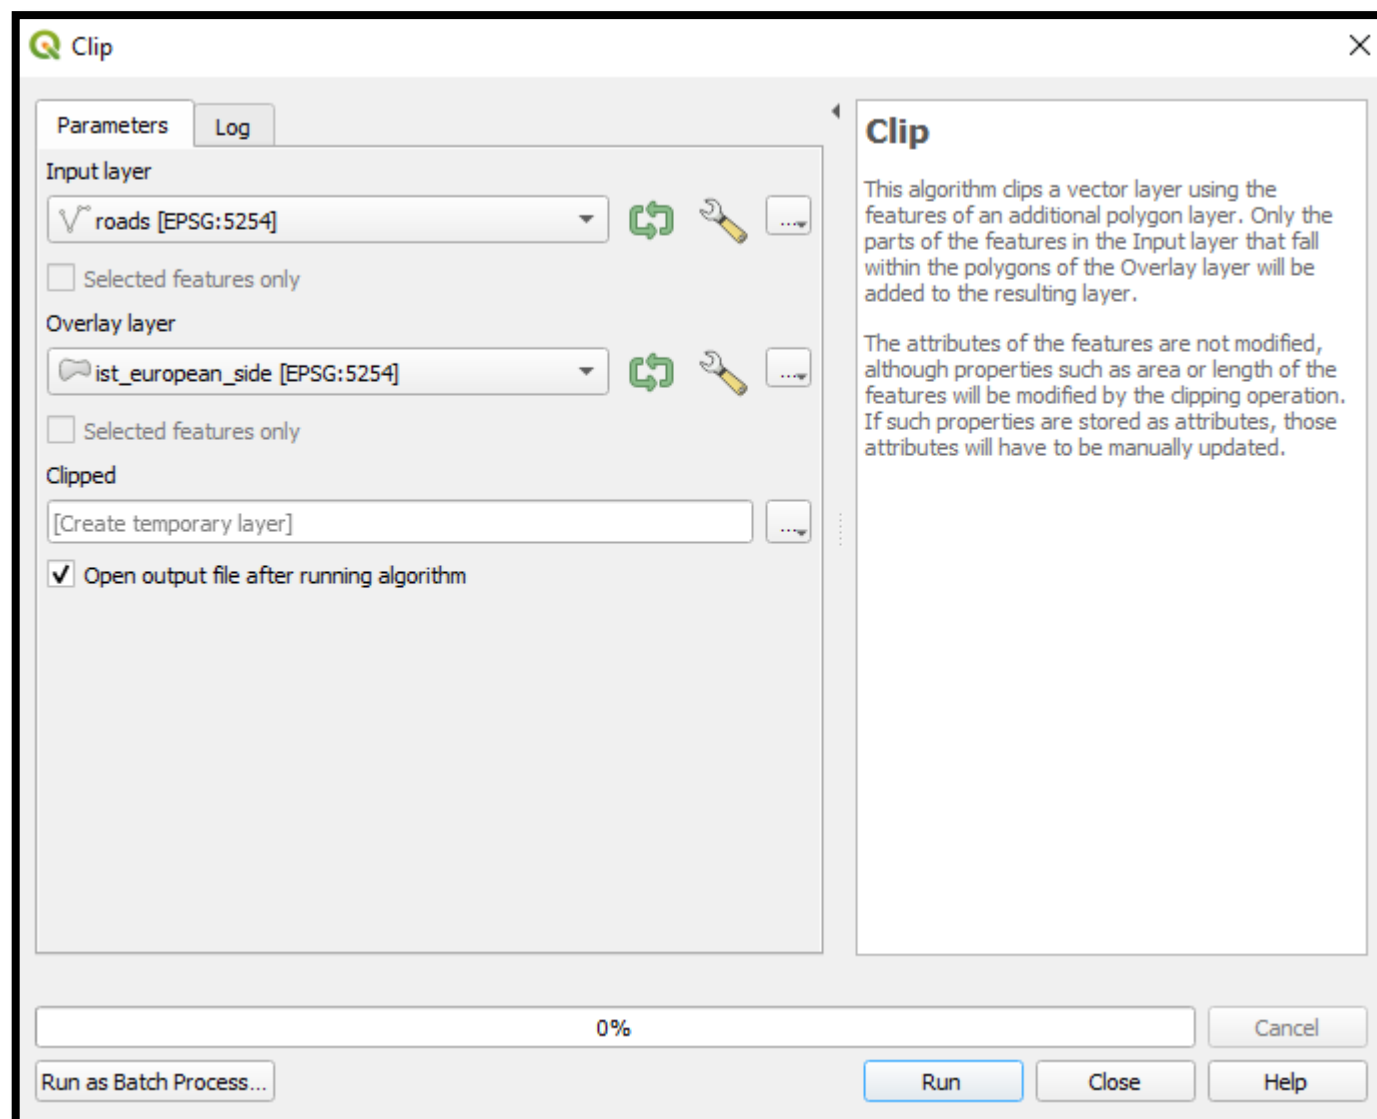 Clip
Parameters
Log
Input layer
roads [EPSG:5254]
...
Selected features only
Overlay layer
ist_european_side [EPSG:5254]
...
Selected features only
Clipped
[Create temporary layer]
...
Open output file after running algorithm
Clip
This algorithm clips a vector layer using the
features of an additional polygon layer. Only the
parts of the features in the Input layer that fall
within the polygons of the Overlay layer will be
added to the resulting layer.
The attributes of the features are not modified,
although properties such as area or length of the
features will be modified by the clipping operation.
If such properties are stored as attributes, those
attributes will have to be manually updated.
0%
Cancel
Run as Batch Process...
Run
Close
Help